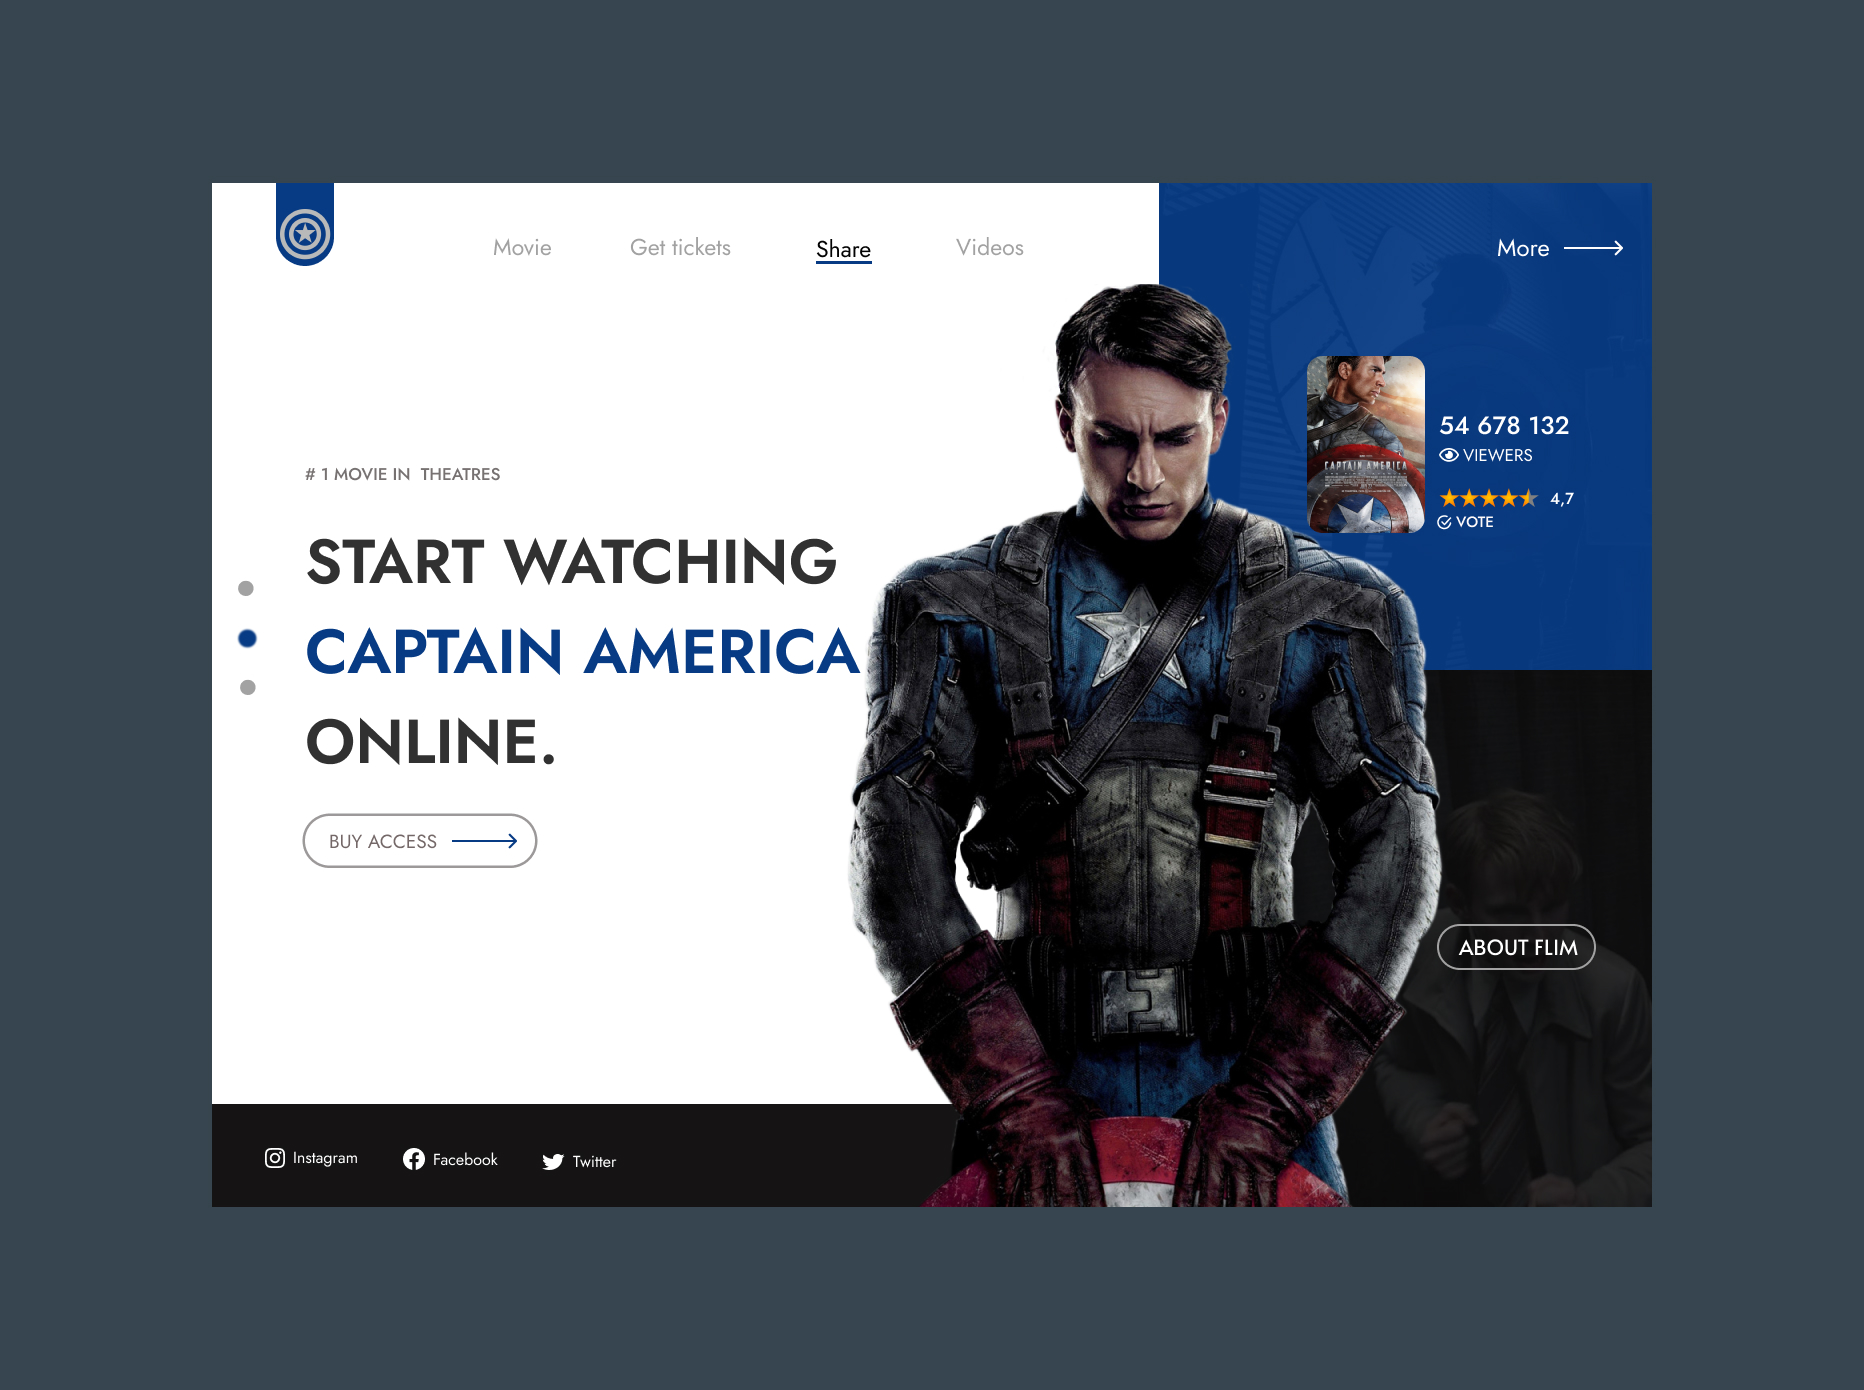 Movie
Get tickets
Share
Videos
More
# 1 MOVIE IN THEATRES
START WATCHING
CAPTAIN AMERICA
ONLINE.
BUY ACCESS
CAPTAIN AMERICA
54 678 132
VIEWERS
4,7
VOTE
ABOUT FLIM
Instagram
Facebook
Twitter